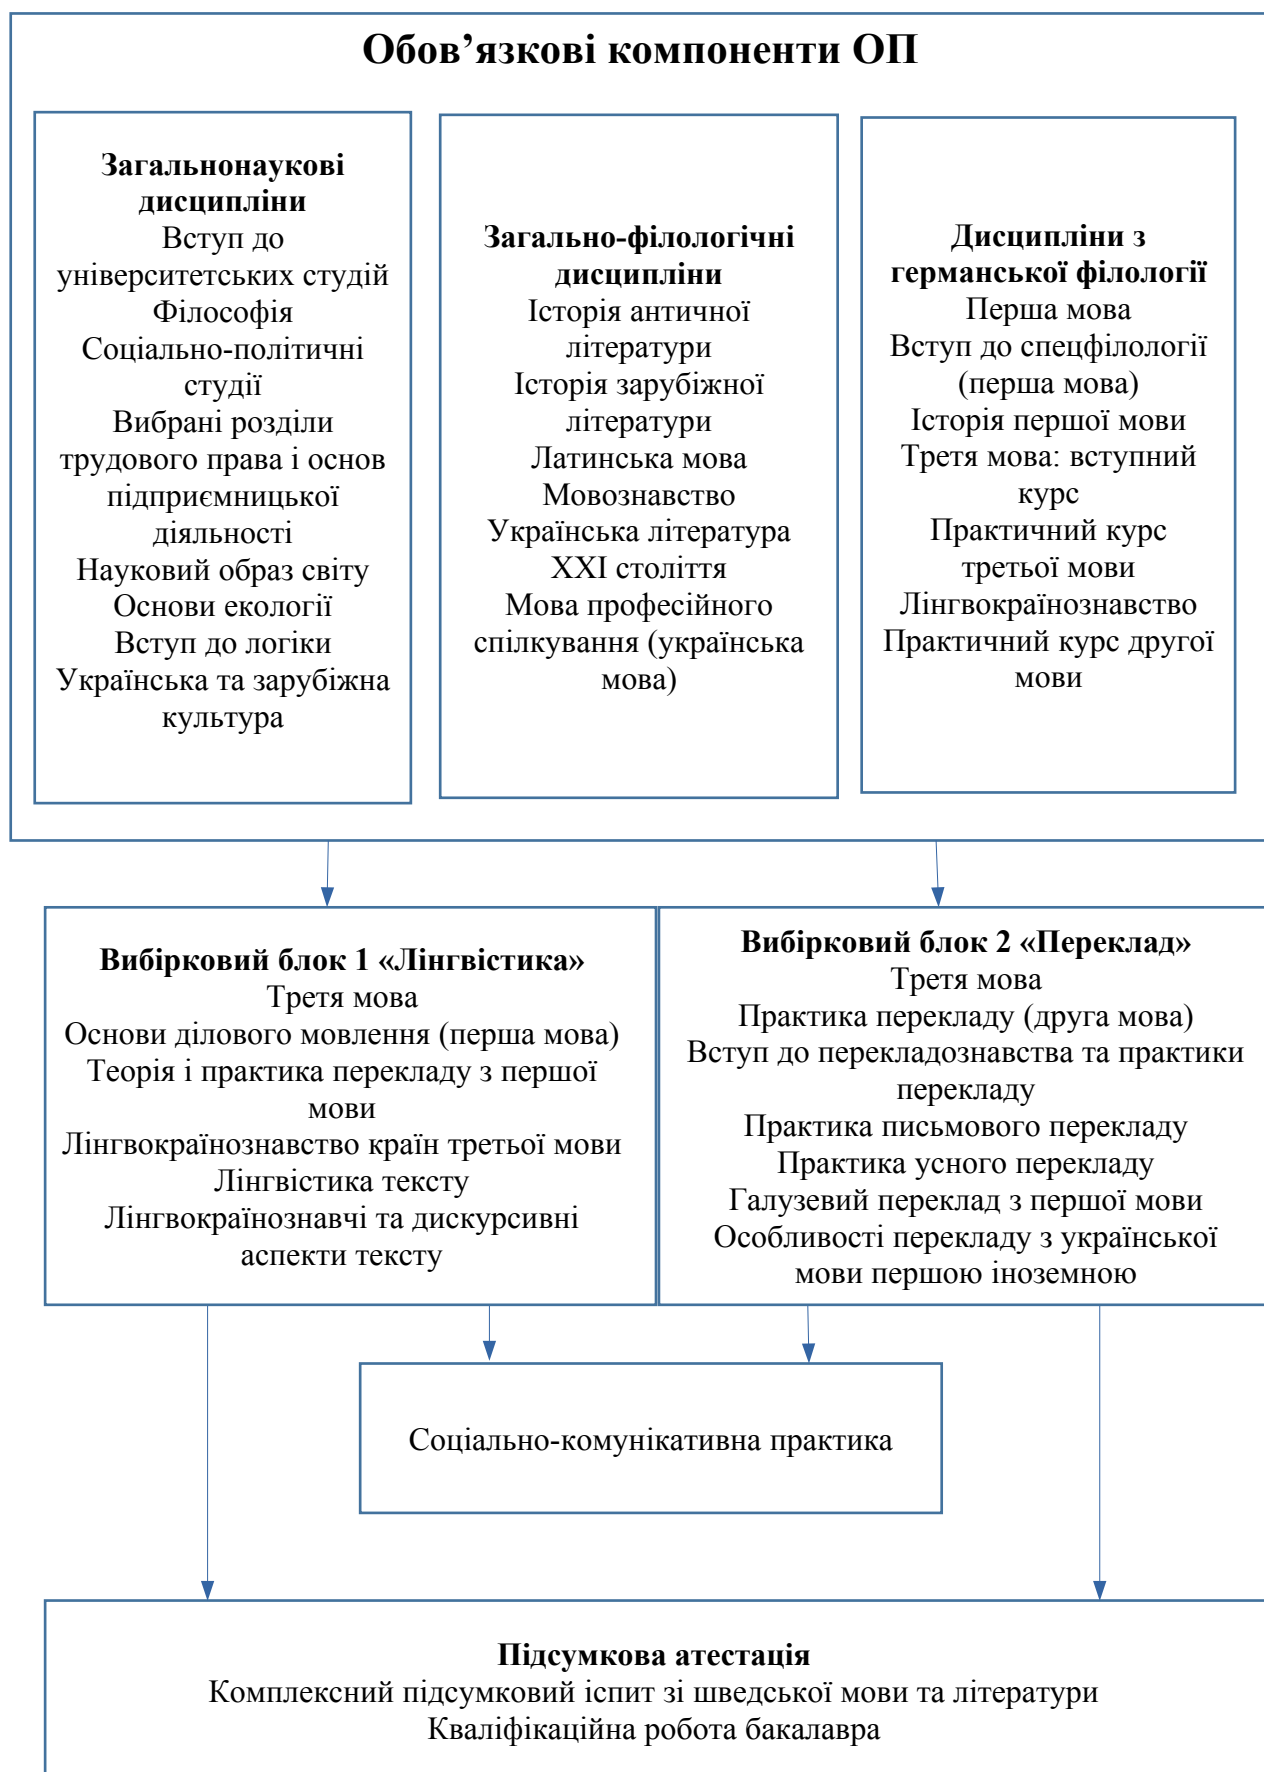 Обов’язкові компоненти ОП
Загальнонаукові
дисципліни
Вступ до
університетських студій
Філософія
Соціально-політичні
студії
Вибрані розділи
трудового права і основ
підприємницької
діяльності
Науковий образ світу
Основи екології
Вступ до логіки
Українська та зарубіжна
культура
Загально-філологічні
дисципліни
Історія античної
літератури
Історія зарубіжної
літератури
Латинська мова
Мовознавство
Українська література
ХХІ століття
Мова професійного
спілкування (українська
мова)
Дисципліни з
германської філології
Перша мова
Вступ до спецфілології
(перша мова)
Історія першої мови
Третя мова: вступний
курс
Практичний курс
третьої мови
Лінгвокраїнознавство
Практичний курс другої
мови
Вибірковий блок 1 «Лінгвістика»
Третя мова
Основи ділового мовлення (перша мова)
Теорія і практика перекладу з першої
мови
Лінгвокраїнознавство країн третьої мови
Лінгвістика тексту
Лінгвокраїнознавчі та дискурсивні
аспекти тексту
Вибірковий блок 2 «Переклад»
Третя мова
Практика перекладу (друга мова)
Вступ до перекладознавства та практики
перекладу
Практика письмового перекладу
Практика усного перекладу
Галузевий переклад з першої мови
Особливості перекладу з української
мови першою іноземною
Соціально-комунікативна практика
Підсумкова атестація
Комплексний підсумковий іспит зі шведської мови та літератури
Кваліфікаційна робота бакалавра